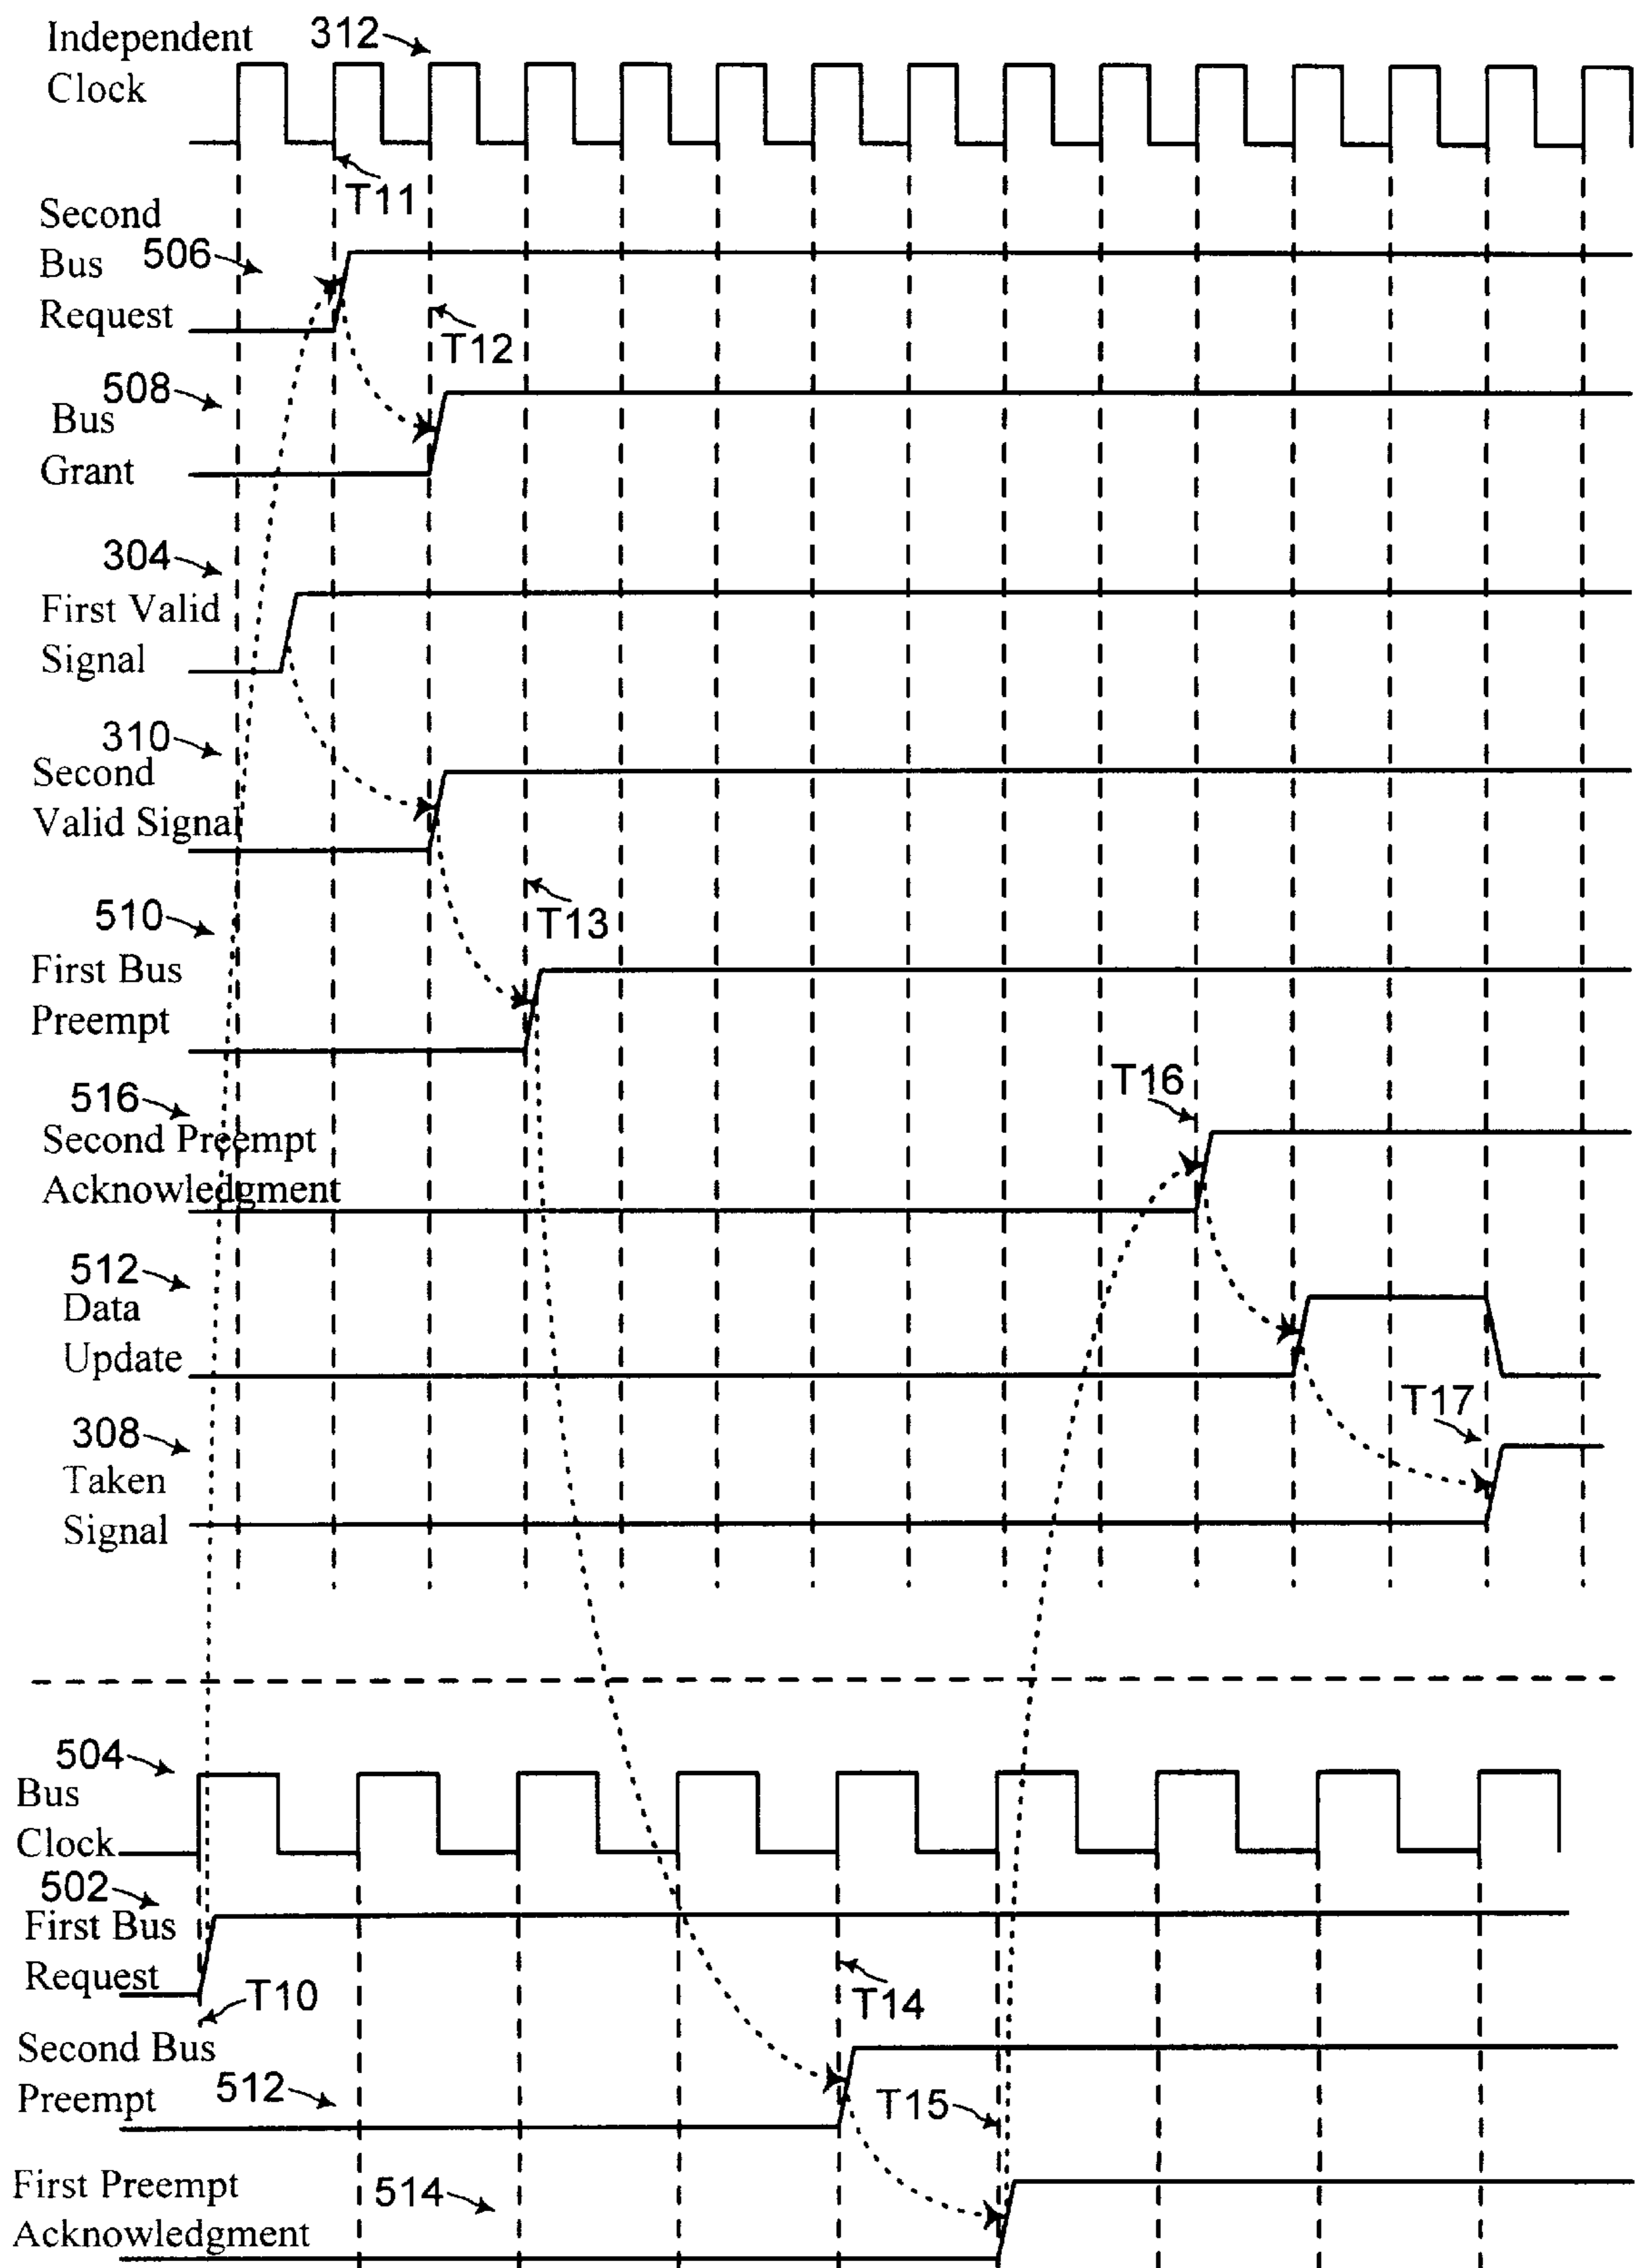 Independent
Clock
312
T11
Second
Bus
Request
506
T12
508
Bus
Grant
304
First Valid
Signal
310
Second
Valid Signal
T13
510
First Bus
Preempt
T16
516
Second Preempt
Acknowledgment
512
Data
Update
T17
308
Taken
Signal
504
Bus
Clock
502
First Bus
Request
T10
T14
Second Bus
Preempt
512
T15
First Preempt
Acknowledgment
514